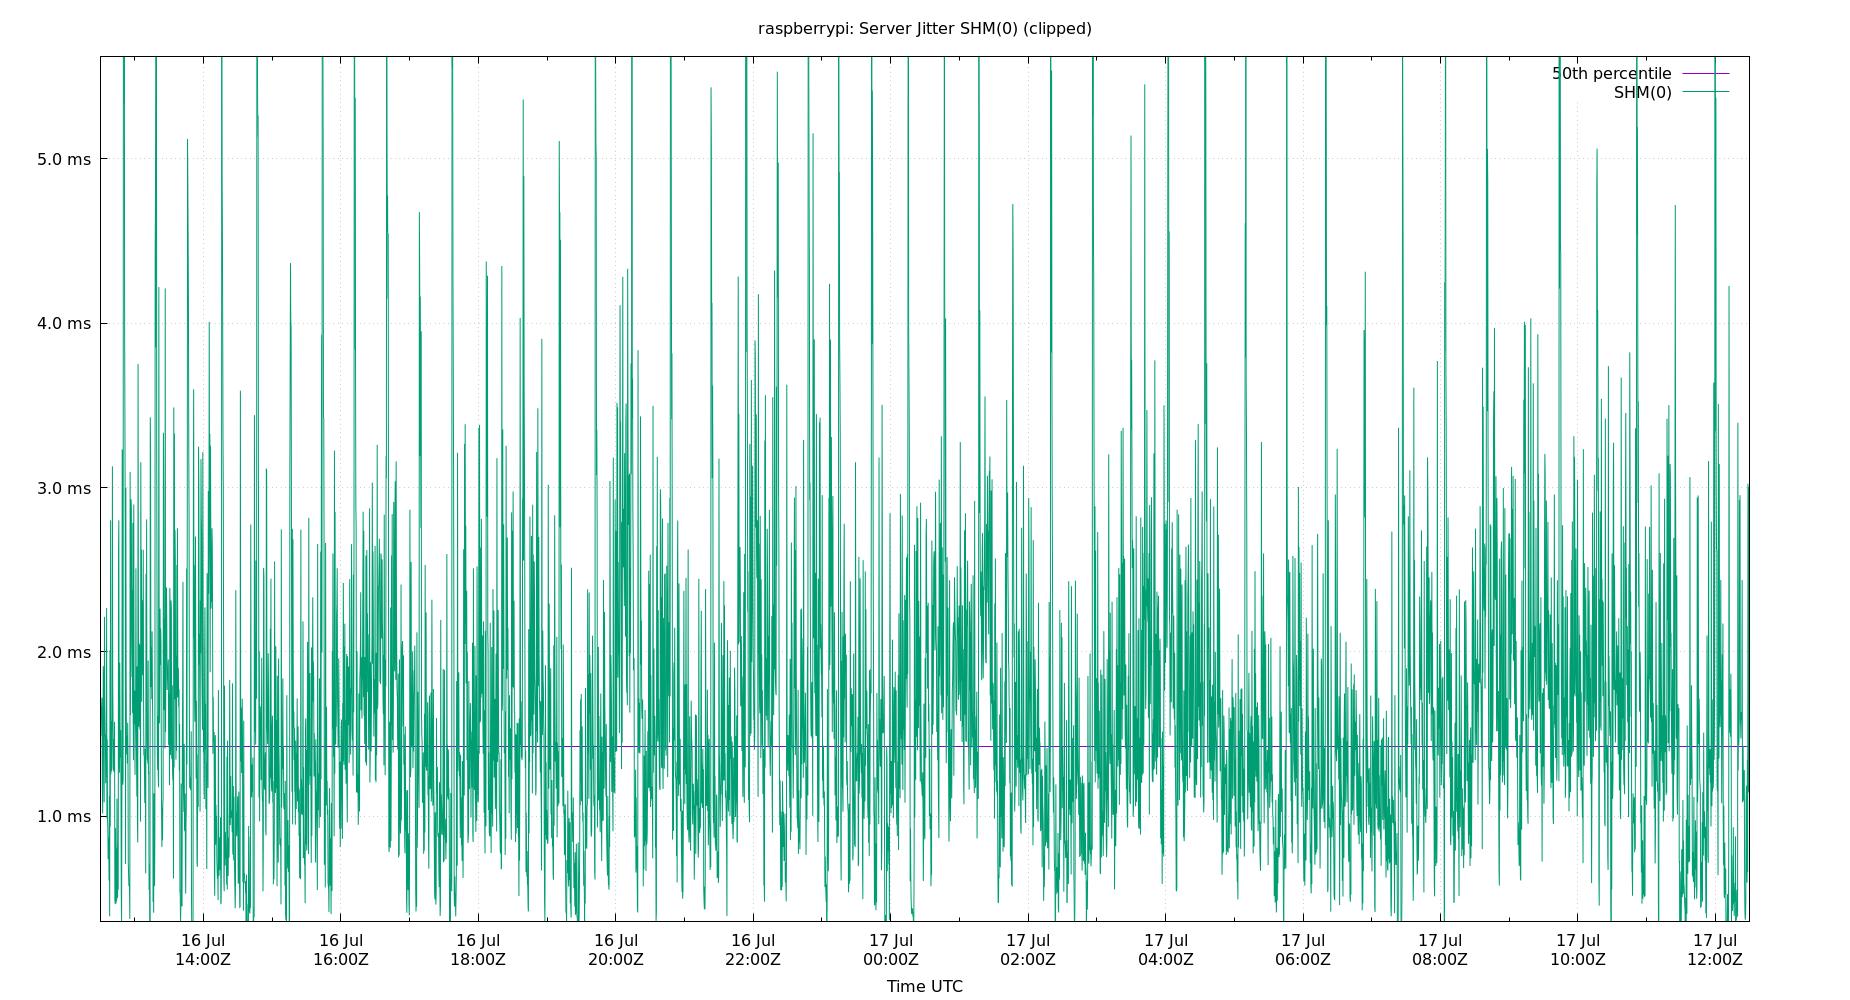 raspberrypi: Server Jitter SHM(0) (clipped)
50th percentile
SHM(0)
5.0 ms
4.0 ms
3.0 ms
2.0 ms
1.0 ms
16 Jul 16 Jul 16 Jul 16 Jul 16 Jul 17 Jul 17 Jul 17 Jul 17 Jul 17 Jul 17 Jul 17 Jul
14:00Z 16:00Z 18:00Z 20:00Z 22:00Z 00:00Z 02:00Z 04:00Z 06:00Z 08:00Z 10:00Z 12:00Z
Time UTC